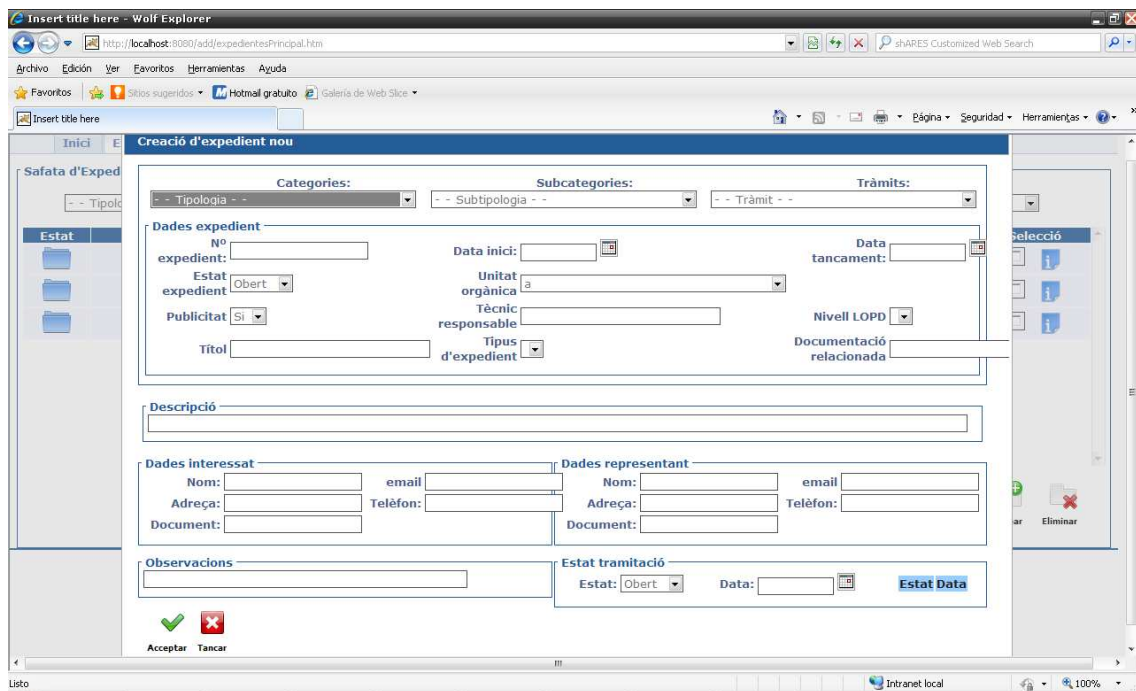 Insert title here - Wolf Explorer
http://localhost:8080/add/expedientesPrincipal.htm
shARES Customized Web Search
Archivo Edición Ver Favoritos Herramientas Ayuda
Favoritos Sitios sugeridos Hotmail gratuito Galería de Web Slice
Insert title here
Página Seguridad Herramientas
Inici E
Creació d'expedient nou
Safata d'Exped
Categories: Subcategories: Tràmits:
- - Tipolo
- - Tipologia - - - - Subtipologia - - - - Tràmit - -
Dades expedient
Estat
Selecció
Nº expedient: Data inici: Data tancament:
Estat expedient Obert Unitat orgànica a
Publicitat Si Tècnic responsable Nivell LOPD
Títol Tipus d'expedient Documentació relacionada
Descripció
Dades interessat Dades representant
Nom: email Nom: email
Adreça: Telèfon: Adreça: Telèfon:
Document: Document:
ar Eliminar
Observacions Estat tramitació
Estat: Obert Data: Estat Data
Acceptar Tancar
Listo Intranet local 100%